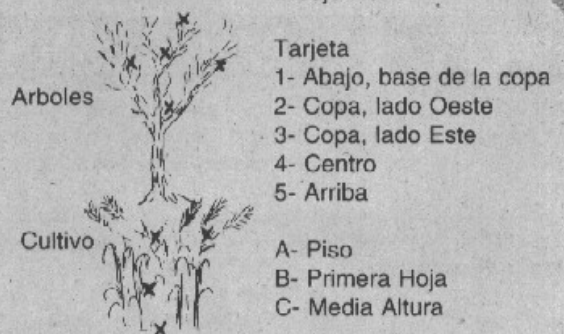 Arboles
Cultivo
Tarjeta
1- Abajo, base de la copa
2- Copa, lado Oeste
3- Copa, lado Este
4- Centro
5- Arriba
A- Piso
B- Primera Hoja
C- Media Altura